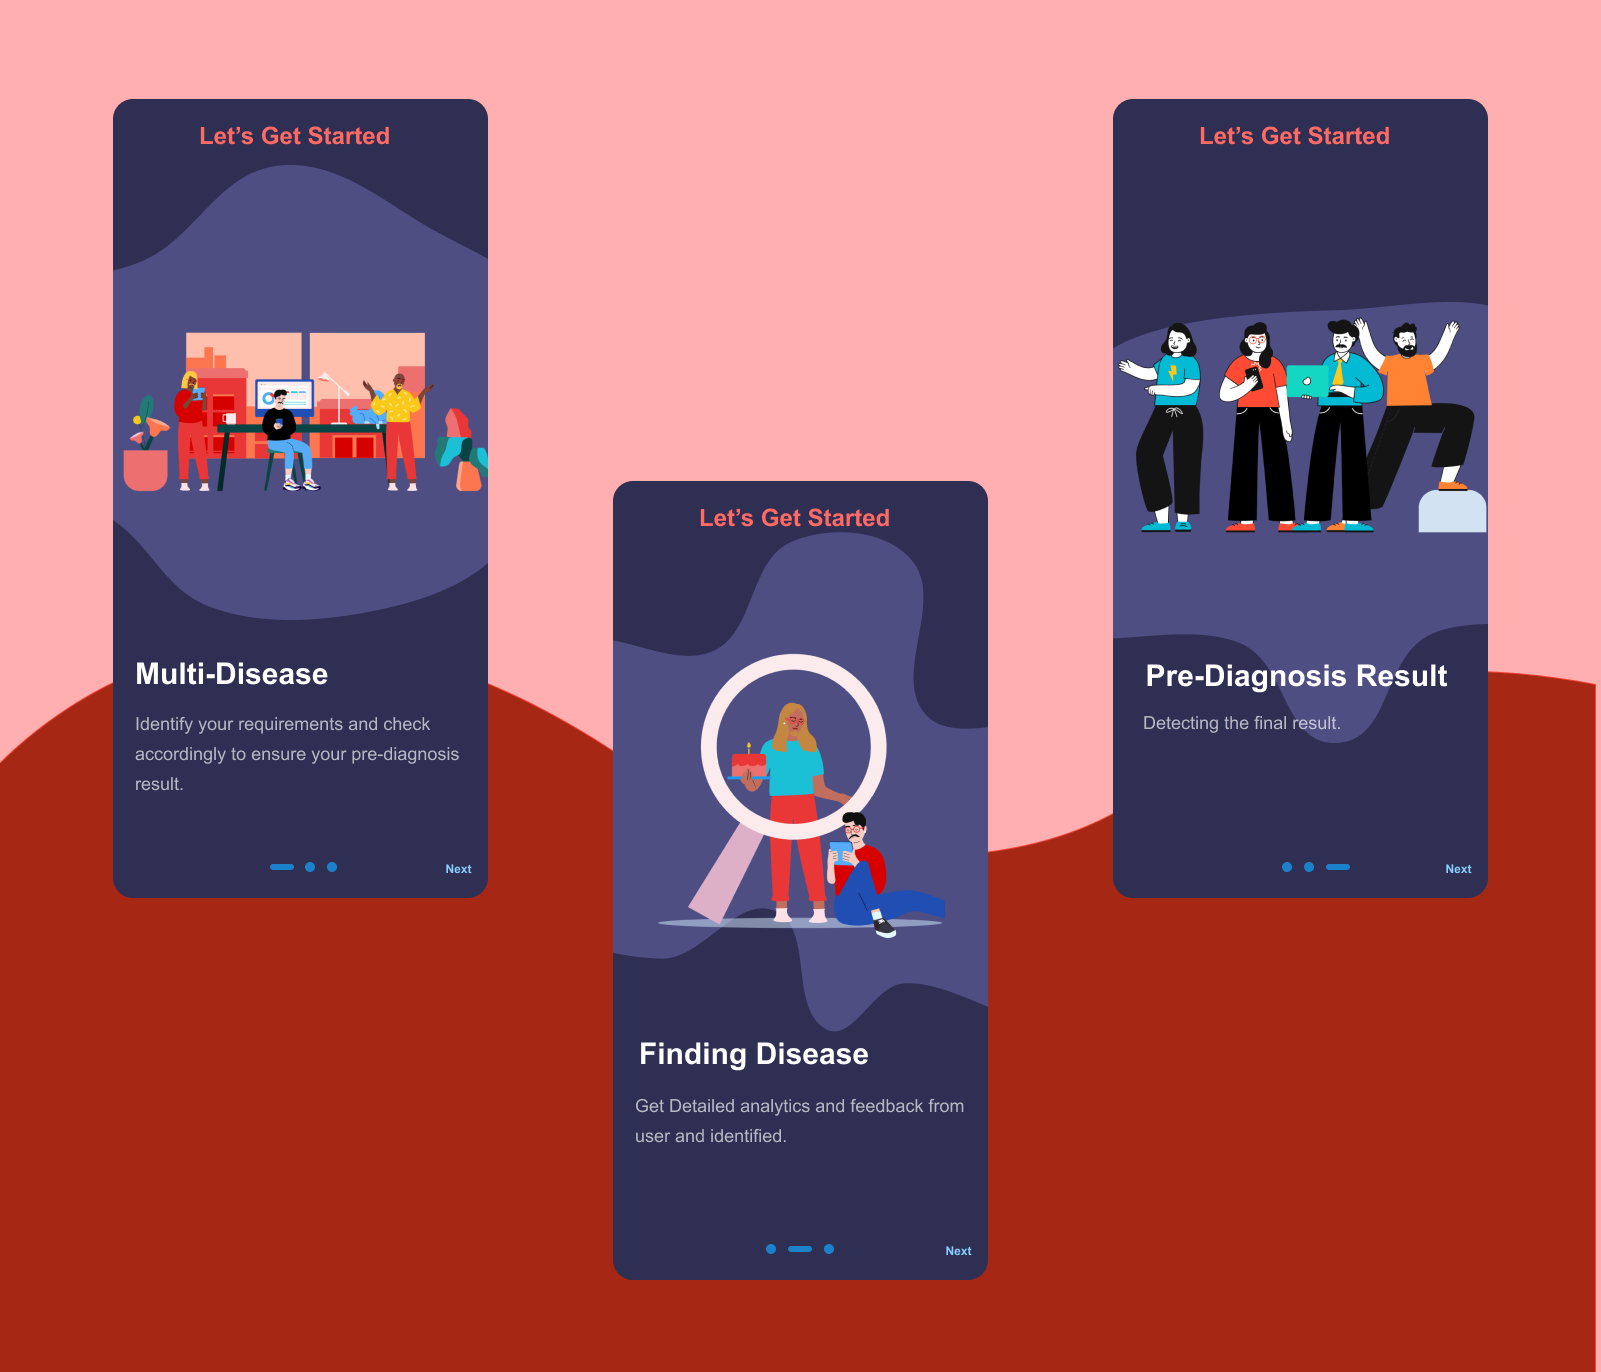 Let’s Get Started
Multi-Disease
Identify your requirements and check
accordingly to ensure your pre-diagnosis
result.
Next
Let’s Get Started
Finding Disease
Get Detailed analytics and feedback from
user and identified.
Next
Let’s Get Started
Pre-Diagnosis Result
Detecting the final result.
Next